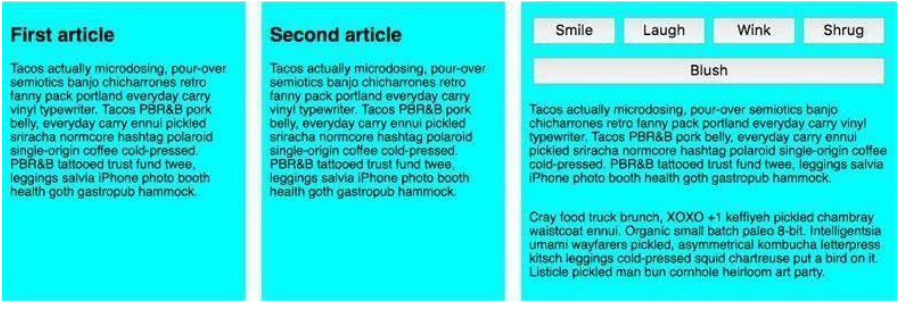 First article
Tacos actually microdosing, pour-over
semiotics banjo chicharrones retro
fanny pack portland everyday carry
vinyl typewriter. Tacos PBR&B pork
belly, everyday carry ennui pickled
sriracha normcore hashtag polaroid
single-origin coffee cold-pressed.
PBR&B tattooed trust fund twee,
leggings salvia iPhone photo booth
health goth gastropub hammock.
Second article
Tacos actually microdosing, pour-over
semiotics banjo chicharrones retro
fanny pack portland everyday carry
vinyl typewriter. Tacos PBR&B pork
belly, everyday carry ennui pickled
sriracha normcore hashtag polaroid
single-origin coffee cold-pressed.
PBR&B tattooed trust fund twee,
leggings salvia iPhone photo booth
health goth gastropub hammock.
Smile Laugh Wink Shrug
Blush
Tacos actually microdosing, pour-over semiotics banjo
chicharrones retro fanny pack portland everyday carry vinyl
typewriter. Tacos PBR&B pork belly, everyday carry ennui
pickled sriracha normcore hashtag polaroid single-origin coffee
cold-pressed. PBR&B tattooed trust fund twee, leggings salvia
iPhone photo booth health goth gastropub hammock.
Cray food truck brunch, XOXO +1 keffiyeh pickled chambray
waistcoat ennui. Organic small batch paleo 8-bit. Intelligentsia
umami wayfarers pickled, asymmetrical kombucha letterpress
kitsch leggings cold-pressed squid chartreuse put a bird on it.
Listicle pickled man bun cornhole heirloom art party.